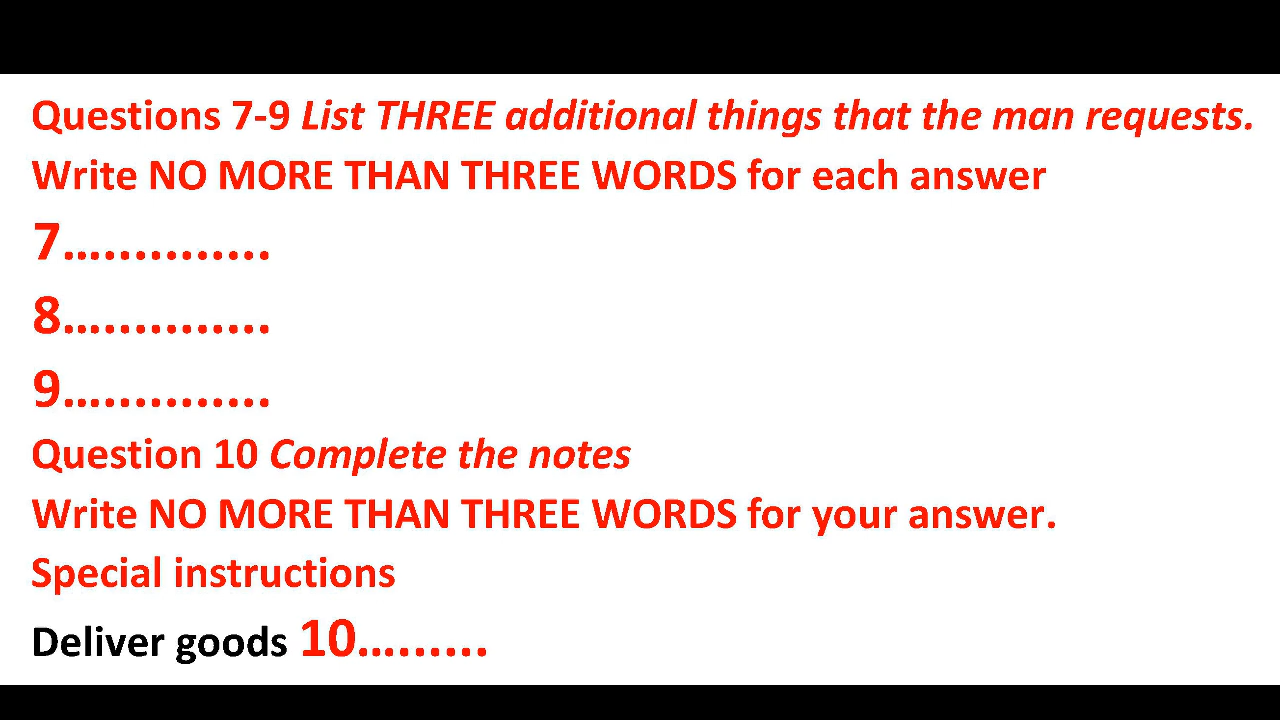 Questions 7-9 List THREE additional things that the man requests.
Write NO MORE THAN THREE WORDS for each answer
7…...........
8…...........
9…...........
Question 10 Complete the notes
Write NO MORE THAN THREE WORDS for your answer.
Special instructions
Deliver goods 10…......